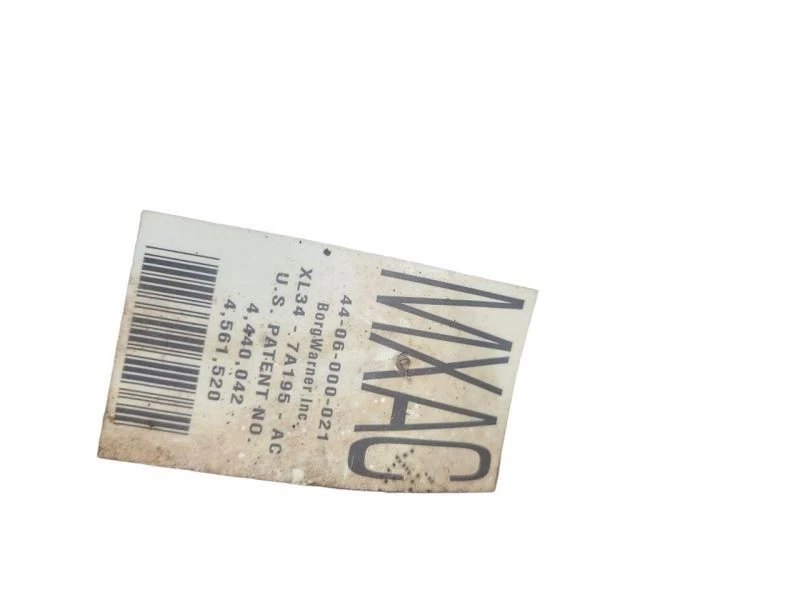 MXAC
44-06-000-021
BorgWarner Inc.
XL34 - 7A195 - AC
U.S. PATENT NO.
4,440,042
4,561,520